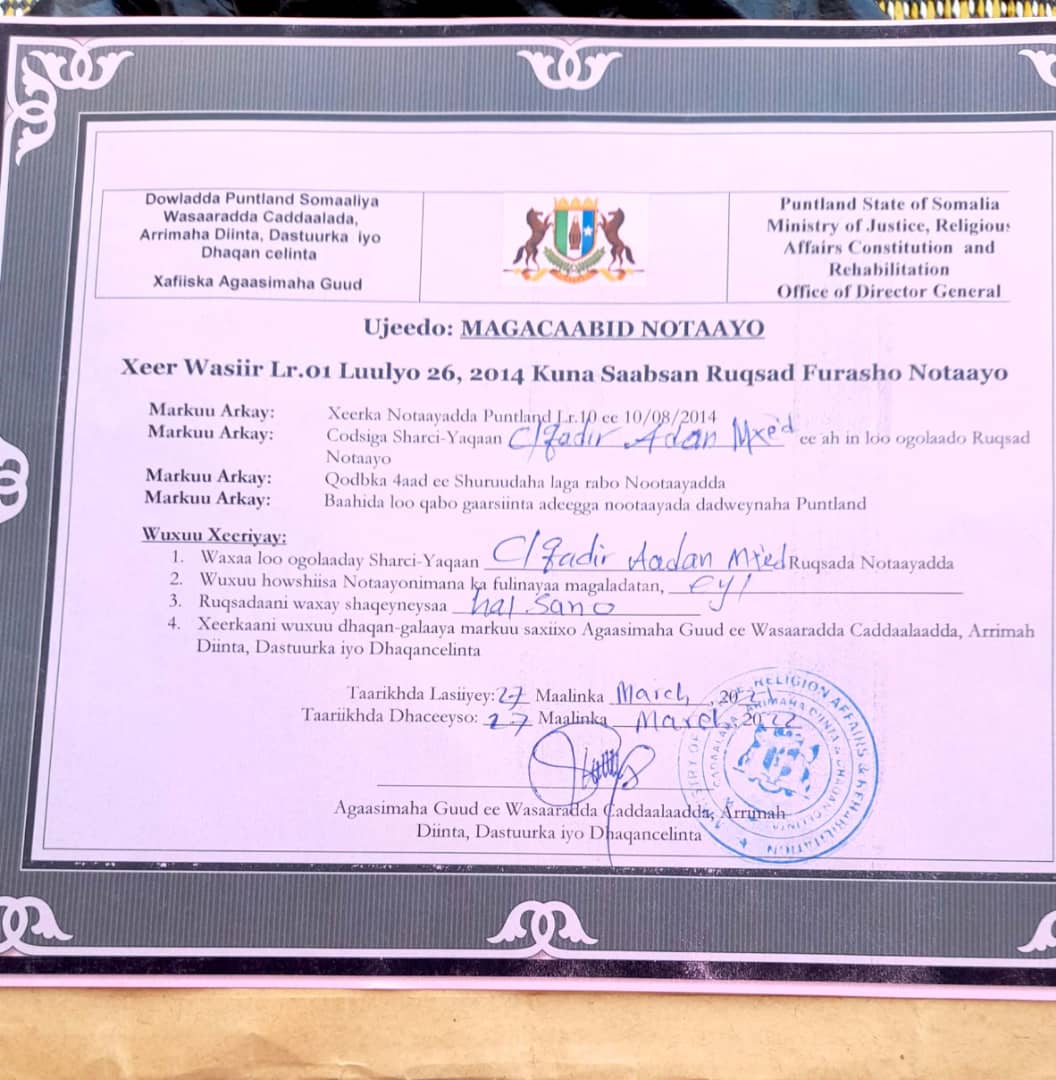 Dowladda Puntland Somaaliya
Wasaaradda Caddaalada,
Arrimaha Diinta, Dastuurka iyo
Dhaqan celinta
Xafiiska Agaasimaha Guud
Puntland State of Somalia
Ministry of Justice, Religious
Affairs Constitution and
Rehabilitation
Office of Director General
Ujeedo: MAGACAABID NOTAAYO
Xeer Wasiir Lr.01 Luulyo 26, 2014 Kuna Saabsan Ruqsad Furasho Notaayo
Markuu Arkay: Xeerka Notaayadda Puntland Lr.10 ee 10/08/2014
Markuu Arkay: Codsiga Sharci-Yaqaan C/qadir Adan Mxe'd ee ah in loo ogolaado Ruqsad
Notaayo
Markuu Arkay: Qodbka 4aad ee Shuruudaha laga rabo Nootaayadda
Markuu Arkay: Baahida loo qabo gaarsiinta adeegga nootaayada dadweynaha Puntland
Wuxuu Xeeriyay:
1. Waxaa loo ogolaaday Sharci-Yaqaan C/qadir Aadan Mxed Ruqsada Notaayadda
2. Wuxuu howshiisa Notaayonimana ka fulinayaa magaladatan, Eyl
3. Ruqsadaani waxay shaqeyneysaa hal sano
4. Xeerkaani wuxuu dhaqan-galaaya markuu saxiixo Agaasimaha Guud ee Wasaaradda Caddaalaadda, Arrimah
Diinta, Dastuurka iyo Dhaqancelinta
Taarikhda Lasiiyey: 27 Maalinka March, 2021
Taariikhda Dhaceeyso: 27 Maalinka March, 2022
Agaasimaha Guud ee Wasaaradda Caddaalaadda, Arrimah
Diinta, Dastuurka iyo Dhaqancelinta
MINISTRY OF RELIGION AFFAIRS & REHABILITATION